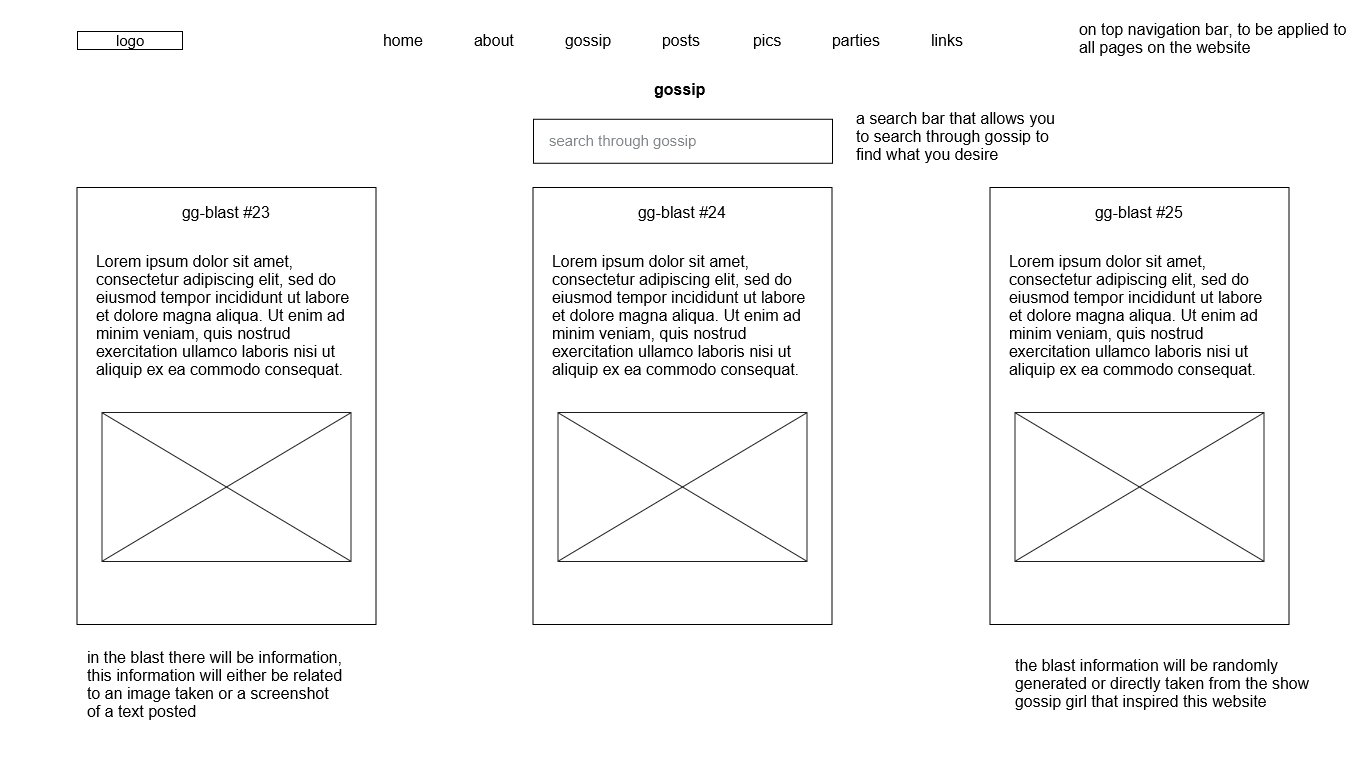 logo
home about gossip posts pics parties links
on top navigation bar, to be applied to
all pages on the website
gossip
search through gossip
a search bar that allows you
to search through gossip to
find what you desire
gg-blast #23
Lorem ipsum dolor sit amet,
consectetur adipiscing elit, sed do
eiusmod tempor incididunt ut labore
et dolore magna aliqua. Ut enim ad
minim veniam, quis nostrud
exercitation ullamco laboris nisi ut
aliquip ex ea commodo consequat.
gg-blast #24
Lorem ipsum dolor sit amet,
consectetur adipiscing elit, sed do
eiusmod tempor incididunt ut labore
et dolore magna aliqua. Ut enim ad
minim veniam, quis nostrud
exercitation ullamco laboris nisi ut
aliquip ex ea commodo consequat.
gg-blast #25
Lorem ipsum dolor sit amet,
consectetur adipiscing elit, sed do
eiusmod tempor incididunt ut labore
et dolore magna aliqua. Ut enim ad
minim veniam, quis nostrud
exercitation ullamco laboris nisi ut
aliquip ex ea commodo consequat.
in the blast there will be information,
this information will either be related
to an image taken or a screenshot
of a text posted
the blast information will be randomly
generated or directly taken from the show
gossip girl that inspired this website